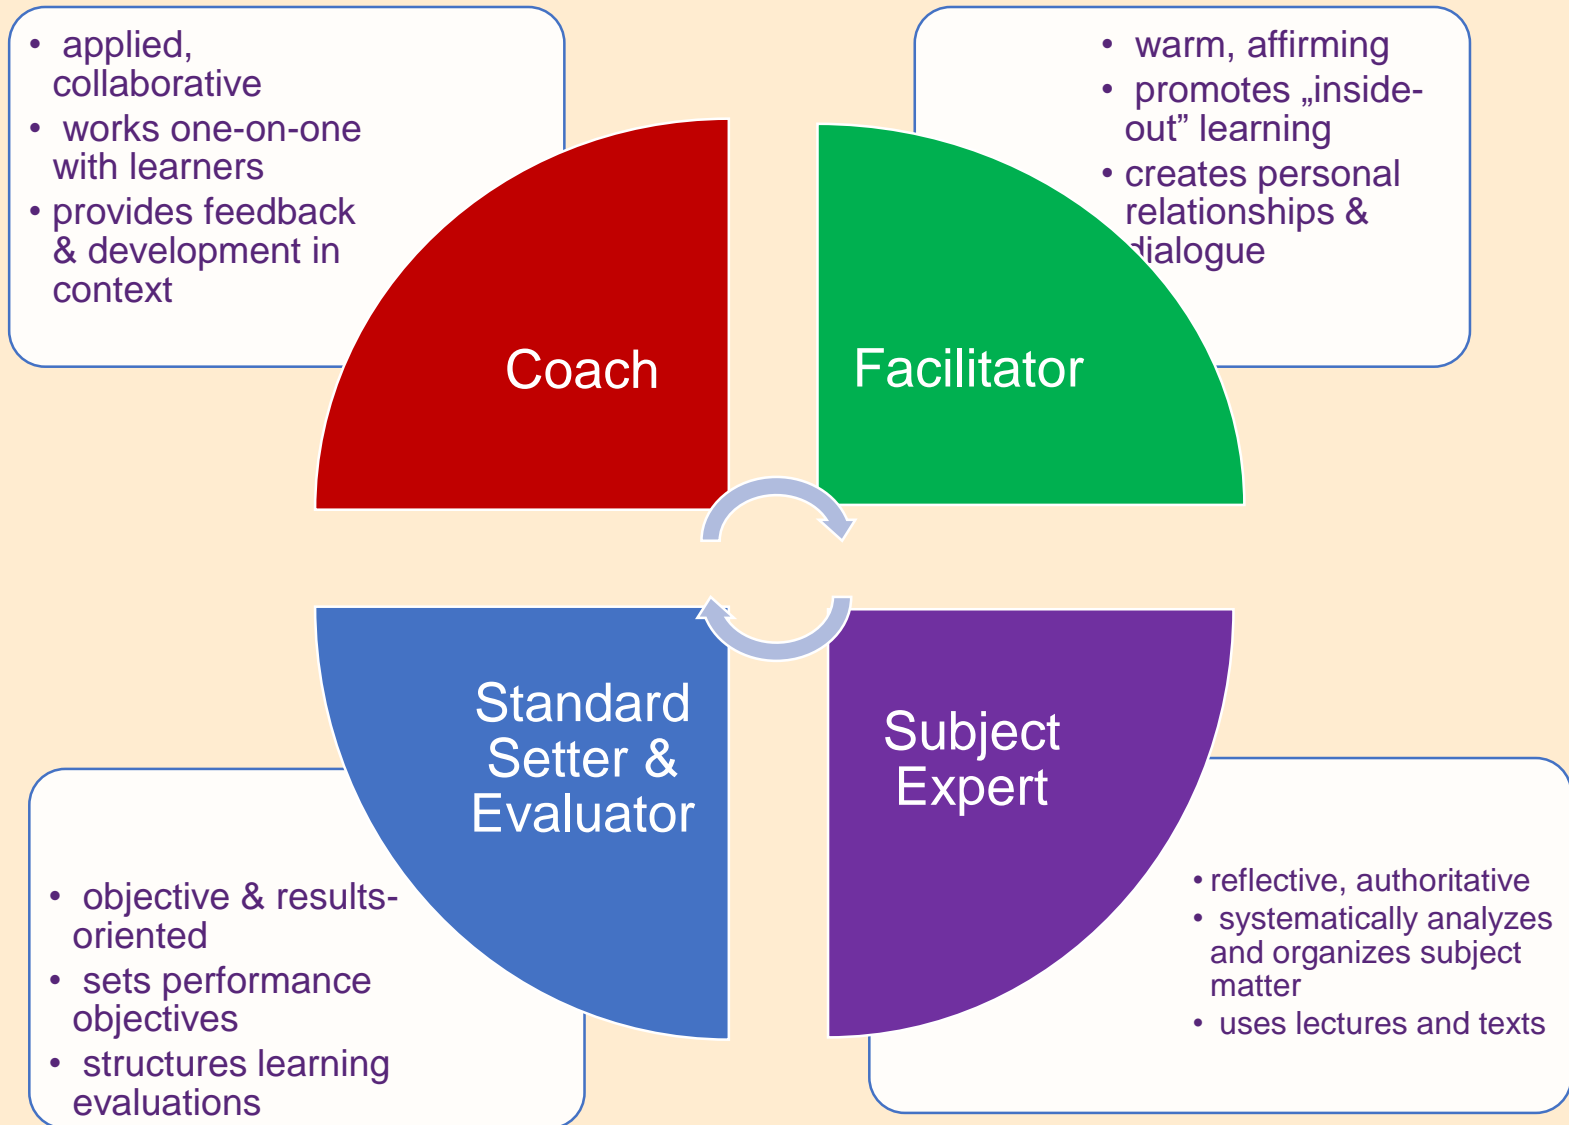 • applied,
collaborative
• works one-on-one
with learners
• provides feedback
& development in
context
• warm, affirming
• promotes „inside-
out” learning
• creates personal
relationships &
dialogue
Coach
Facilitator
Standard
Setter &
Evaluator
Subject
Expert
• objective & results-
oriented
• sets performance
objectives
• structures learning
evaluations
• reflective, authoritative
• systematically analyzes
and organizes subject
matter
• uses lectures and texts